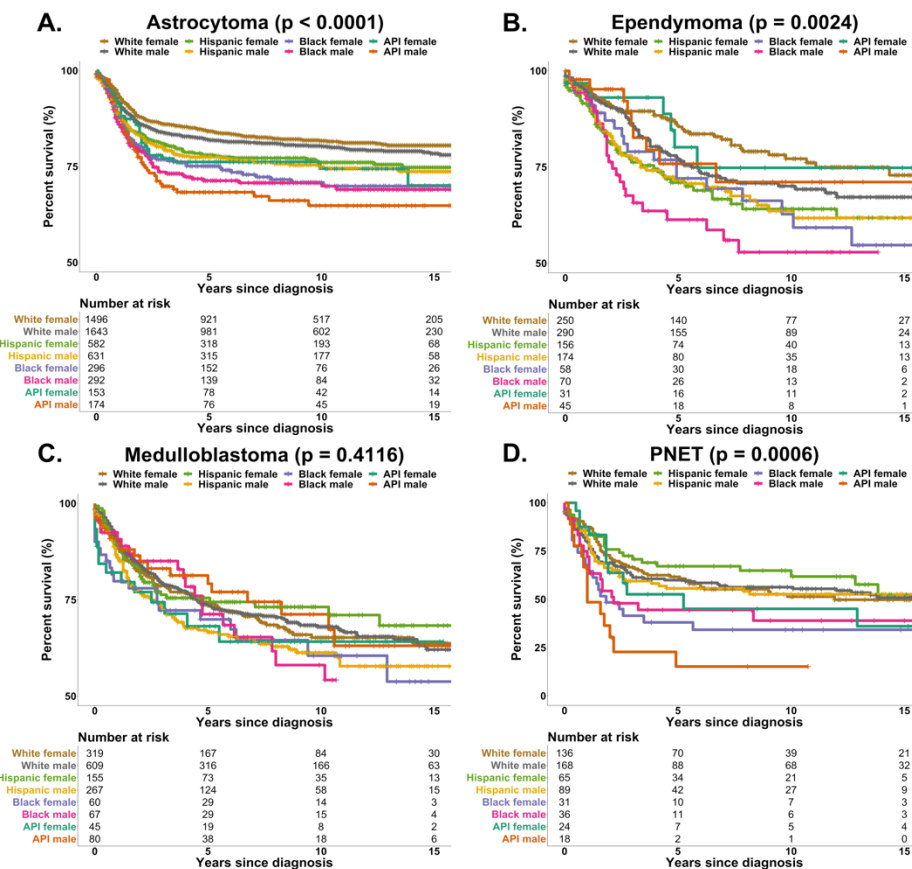 A. Astrocytoma (p < 0.0001)
White female Hispanic female Black female API female
White male Hispanic male Black male API male
Percent survival (%)
100
75
50
0 5 10 15
Years since diagnosis
Number at risk
White female 1496 921 517 205
White male 1643 981 602 230
Hispanic female 582 318 193 68
Hispanic male 631 315 177 58
Black female 296 152 76 26
Black male 292 139 84 32
API female 153 78 42 14
API male 174 76 45 19
0 5 10 15
Years since diagnosis
B. Ependymoma (p = 0.0024)
White female Hispanic female Black female API female
White male Hispanic male Black male API male
Percent survival (%)
100
75
50
0 5 10 15
Years since diagnosis
Number at risk
White female 250 140 77 27
White male 290 155 89 24
Hispanic female 156 74 40 13
Hispanic male 174 80 35 13
Black female 58 30 18 6
Black male 70 26 13 2
API female 31 16 11 2
API male 45 18 8 1
0 5 10 15
Years since diagnosis
C. Medulloblastoma (p = 0.4116)
White female Hispanic female Black female API female
White male Hispanic male Black male API male
Percent survival (%)
100
75
50
0 5 10 15
Years since diagnosis
Number at risk
White female 319 167 84 30
White male 609 316 166 63
Hispanic female 155 73 35 13
Hispanic male 267 124 58 15
Black female 60 29 14 3
Black male 67 29 15 4
API female 45 19 8 2
API male 80 38 18 6
0 5 10 15
Years since diagnosis
D. PNET (p = 0.0006)
White female Hispanic female Black female API female
White male Hispanic male Black male API male
Percent survival (%)
100
75
50
25
0
0 5 10 15
Years since diagnosis
Number at risk
White female 136 70 39 21
White male 168 88 68 32
Hispanic female 65 34 21 5
Hispanic male 89 42 27 9
Black female 31 10 7 3
Black male 36 11 6 3
API female 24 7 5 4
API male 18 2 1 0
0 5 10 15
Years since diagnosis